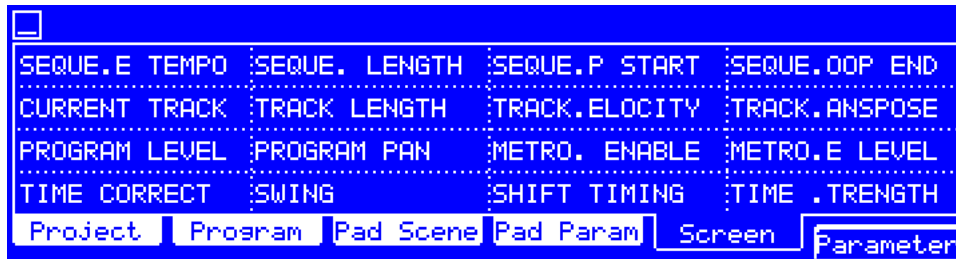 SEQUE.E TEMPO SEQUE. LENGTH SEQUE.P START SEQUE.OOP END
CURRENT TRACK TRACK LENGTH TRACK.ELOCITY TRACK.ANSPOSE
PROGRAM LEVEL PROGRAM PAN METRO. ENABLE METRO.E LEVEL
TIME CORRECT SWING SHIFT TIMING TIME .TRENGTH
Project Program Pad Scene Pad Param Screen Parameter